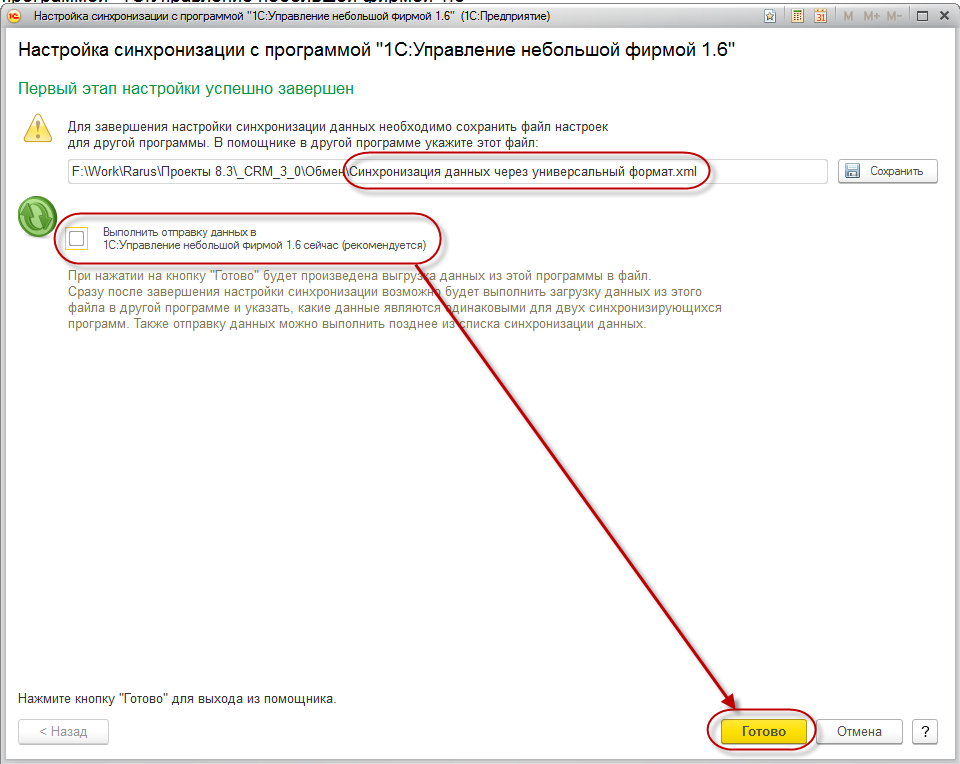 Настройка синхронизации с программой "1С:Управление небольшой фирмой 1.6" (1С:Предприятие)
31 M M+ M-
Настройка синхронизации с программой "1С:Управление небольшой фирмой 1.6"
Первый этап настройки успешно завершен
Для завершения настройки синхронизации данных необходимо сохранить файл настроек
для другой программы. В помощнике в другой программе укажите этот файл:
F:\Work\Rarus\Проекты 8.3\_CRM_3_0\Обмен\Синхронизация данных через универсальный формат.xml
Сохранить
Выполнить отправку данных в
1С:Управление небольшой фирмой 1.6 сейчас (рекомендуется)
При нажатии на кнопку "Готово" будет произведена выгрузка данных из этой программы в файл.
Сразу после завершения настройки синхронизации возможно будет выполнить загрузку данных из этого
файла в другой программе и указать, какие данные являются одинаковыми для двух синхронизирующихся
программ. Также отправку данных можно выполнить позднее из списка синхронизации данных.
Нажмите кнопку "Готово" для выхода из помощника.
< Назад
Готово
Отмена
?